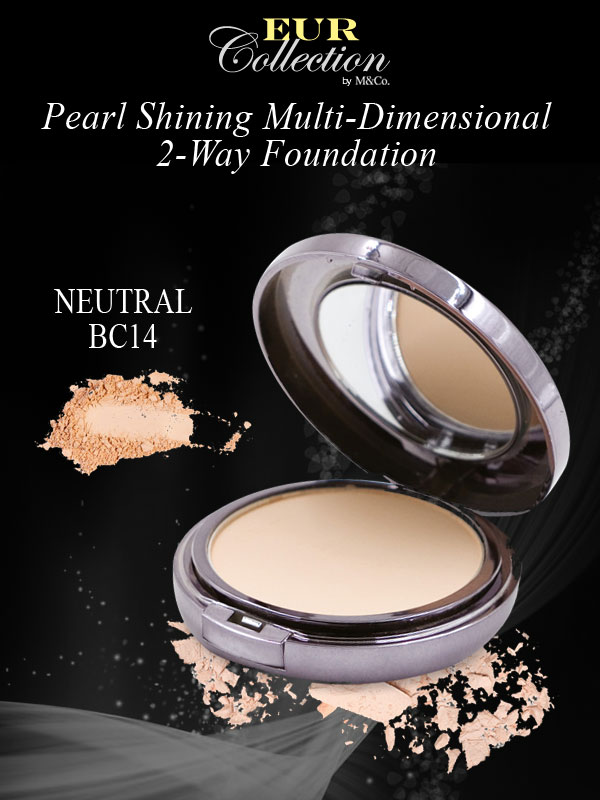 EUR
Collection
by M&Co.
Pearl Shining Multi-Dimensional
2-Way Foundation
NEUTRAL
BC14